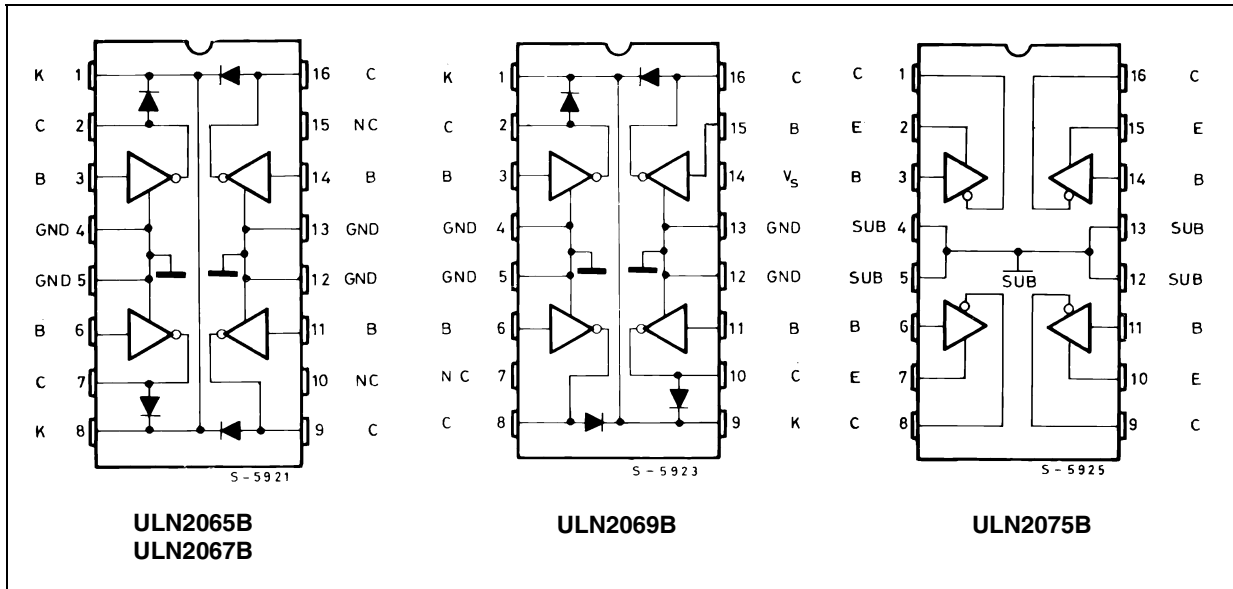 K 1 16 C
C 2 15 NC
B 3 14 B
GND 4 13 GND
GND 5 12 GND
B 6 11 B
C 7 10 NC
K 8 9 C
S-5921
ULN2065B
ULN2067B
K 1 16 C
C 2 15 B
B 3 14 Vs
GND 4 13 GND
GND 5 12 GND
B 6 11 B
NC 7 10 C
C 8 9 K
S-5923
ULN2069B
C 1 16 C
E 2 15 E
B 3 14 B
SUB 4 13 SUB
SUB 5 SUB 12 SUB
B 6 11 B
E 7 10 E
C 8 9 C
S-5925
ULN2075B